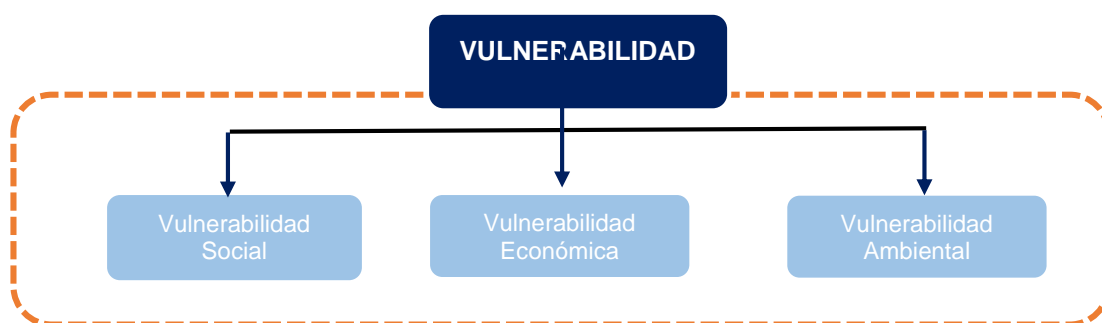 VULNERABILIDAD
Vulnerabilidad
Social
Vulnerabilidad
Económica
Vulnerabilidad
Ambiental